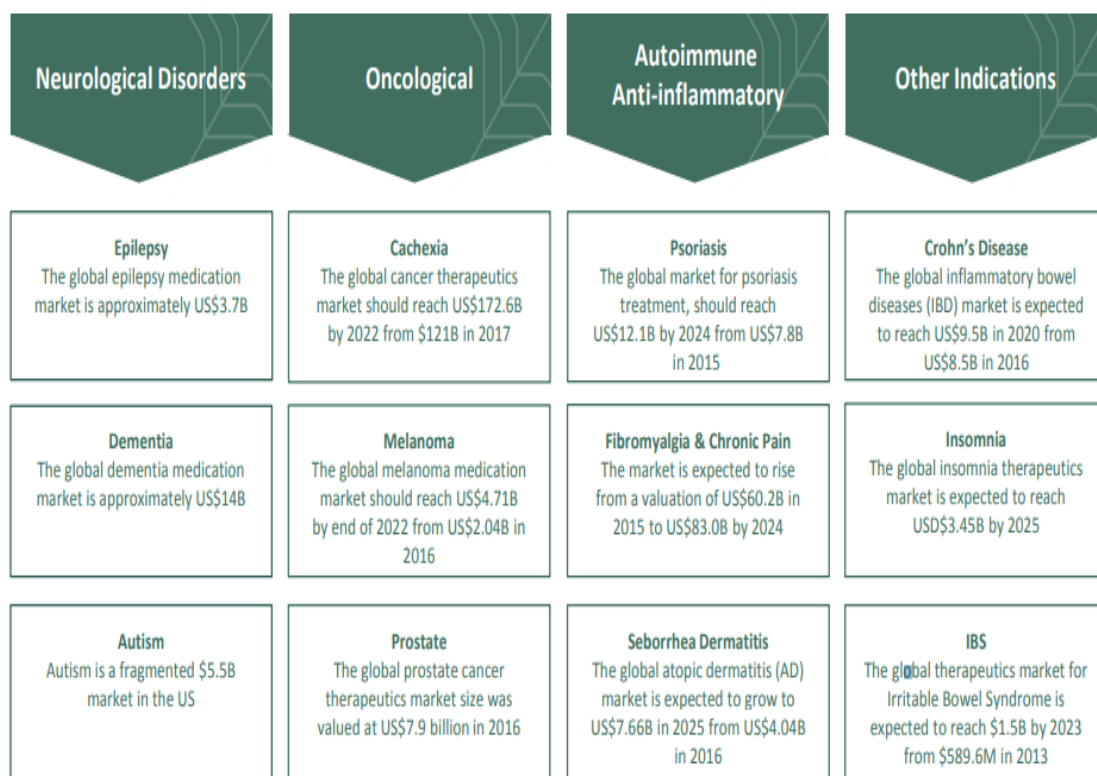 Neurological Disorders
Oncological
Autoimmune
Anti-inflammatory
Other Indications
Epilepsy
The global epilepsy medication
market is approximately US$3.7B
Cachexia
The global cancer therapeutics
market should reach US$172.6B
by 2022 from $121B in 2017
Psoriasis
The global market for psoriasis
treatment, should reach
US$12.1B by 2024 from US$7.8B
in 2015
Crohn's Disease
The global inflammatory bowel
diseases (IBD) market is expected
to reach US$9.5B in 2020 from
US$8.5B in 2016
Dementia
The global dementia medication
market is approximately US$14B
Melanoma
The global melanoma medication
market should reach US$4.71B
by end of 2022 from US$2.04B in
2016
Fibromyalgia & Chronic Pain
The market is expected to rise
from a valuation of US$60.2B in
2015 to US$83.0B by 2024
Insomnia
The global insomnia therapeutics
market is expected to reach
USD$3.45B by 2025
Autism
Autism is a fragmented $5.5B
market in the US
Prostate
The global prostate cancer
therapeutics market size was
valued at US$7.9 billion in 2016
Seborrhea Dermatitis
The global atopic dermatitis (AD)
market is expected to grow to
US$7.66B in 2025 from US$4.04B
in 2016
IBS
The global therapeutics market for
Irritable Bowel Syndrome is
expected to reach $1.5B by 2023
from $589.6M in 2013